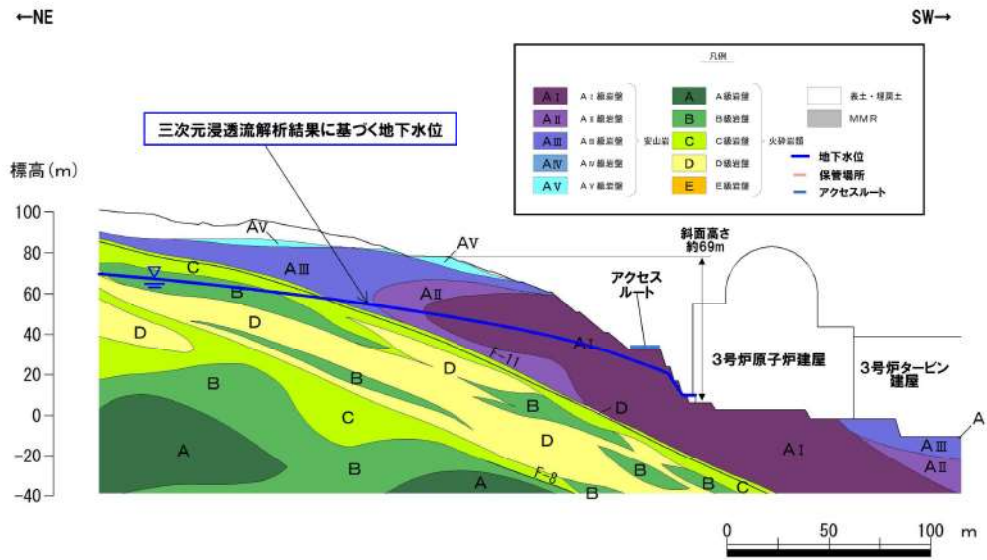 ←NE
SW→
凡例
AⅠ AⅠ級岩盤
AⅡ AⅡ級岩盤
AⅢ AⅢ級岩盤
AⅣ AⅣ級岩盤
AⅤ AⅤ級岩盤
安山岩
A A級岩盤
B B級岩盤
C C級岩盤
D D級岩盤
E E級岩盤
火砕岩類
表土・埋戻土
MMR
地下水位
保管場所
アクセスルート
三次元浸透流解析結果に基づく地下水位
標高(m)
100
80
60
40
20
0
-20
-40
AⅤ
AⅤ
斜面高さ
約69m
アクセス
ルート
C
AⅢ
AⅡ
B
D
D
AⅠ
D
F-11
3号炉原子炉建屋
3号炉タービン
建屋
B
B
B
D
C
A
D
AⅠ
AⅢ
AⅡ
A
B
B
F-8
B
C
A
B
0 50 100 m